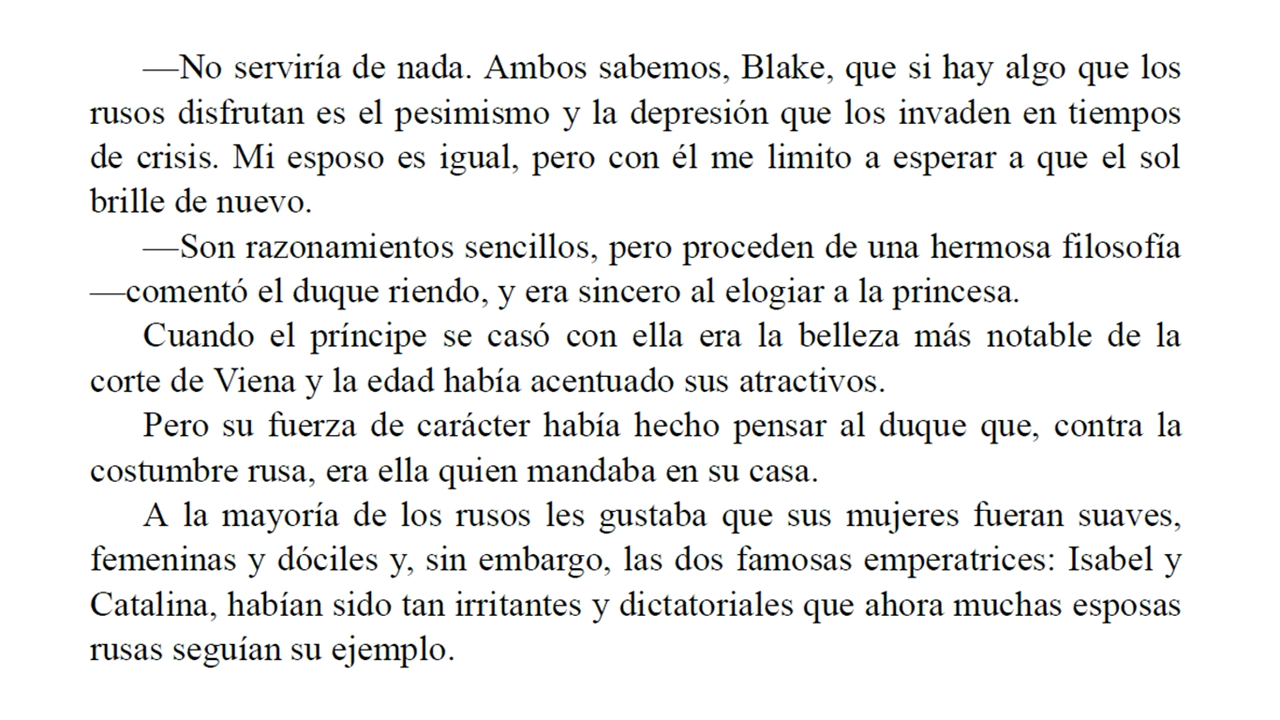 —No serviría de nada. Ambos sabemos, Blake, que si hay algo que los
rusos disfrutan es el pesimismo y la depresión que los invaden en tiempos
de crisis. Mi esposo es igual, pero con él me limito a esperar a que el sol
brille de nuevo.
—Son razonamientos sencillos, pero proceden de una hermosa filosofía
—comentó el duque riendo, y era sincero al elogiar a la princesa.
Cuando el príncipe se casó con ella era la belleza más notable de la
corte de Viena y la edad había acentuado sus atractivos.
Pero su fuerza de carácter había hecho pensar al duque que, contra la
costumbre rusa, era ella quien mandaba en su casa.
A la mayoría de los rusos les gustaba que sus mujeres fueran suaves,
femeninas y dóciles y, sin embargo, las dos famosas emperatrices: Isabel y
Catalina, habían sido tan irritantes y dictatoriales que ahora muchas esposas
rusas seguían su ejemplo.